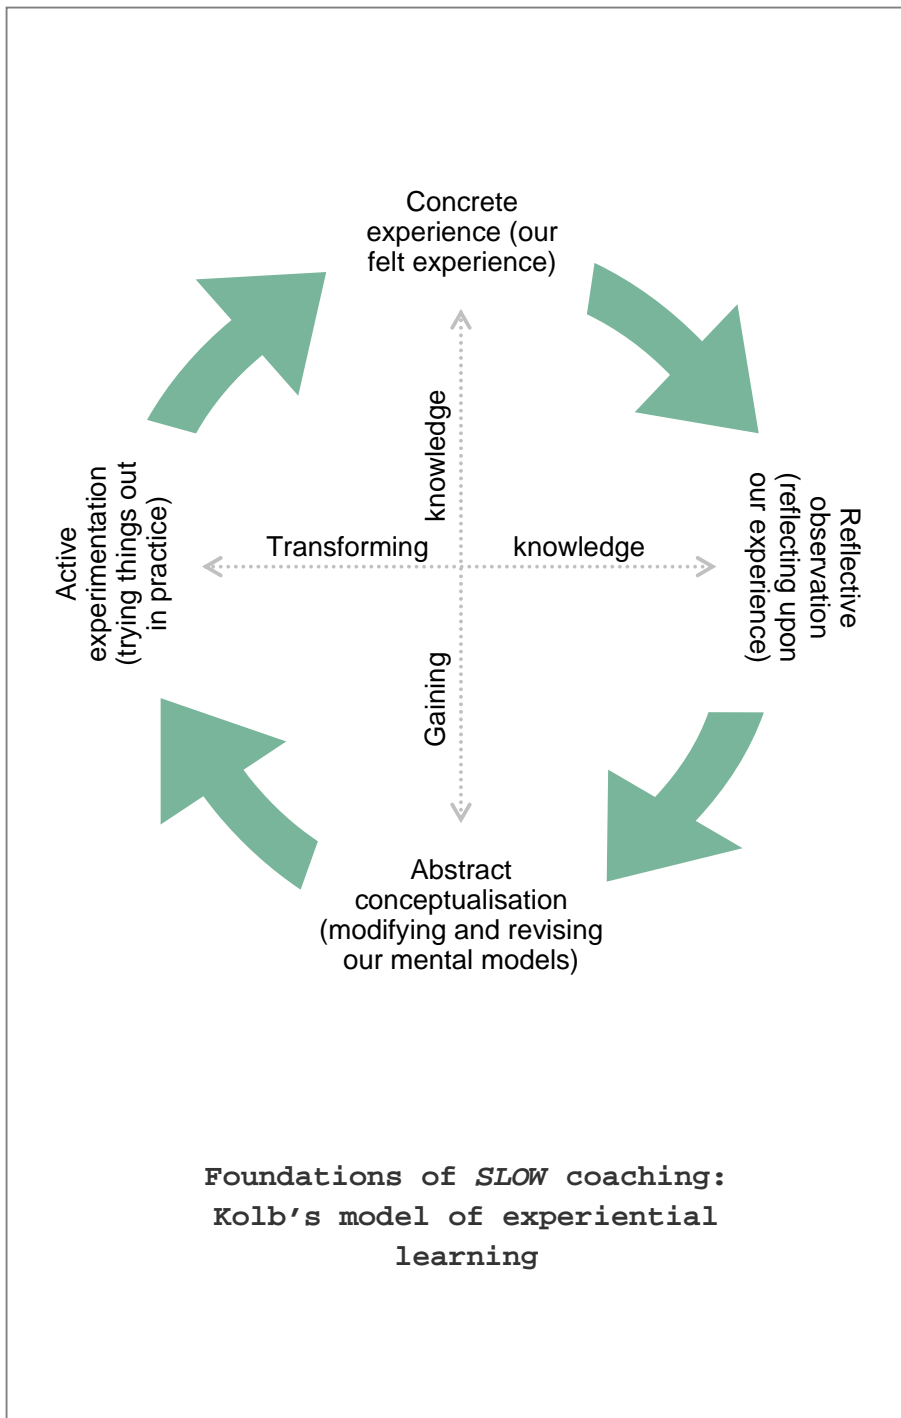 Concrete
experience (our
felt experience)
Reflective
observation
(reflecting upon
our experience)
Abstract
conceptualisation
(modifying and revising
our mental models)
Active
experimentation
(trying things out
in practice)
Transforming knowledge
Gaining knowledge
Foundations of SLOW coaching:
Kolb’s model of experiential
learning